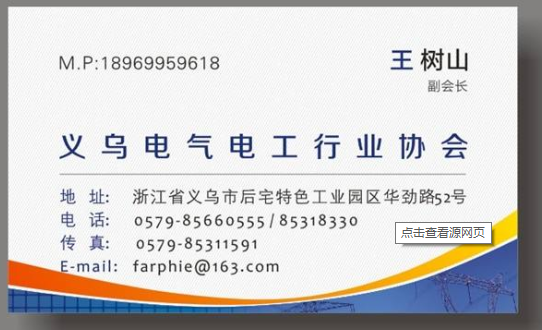 M.P:18969959618
王 树山
副会长
义乌电气电工行业协会
地 址: 浙江省义乌市后宅特色工业园区华劲路52号
电 话: 0579-85660555/85318330
点击查看源网页
传 真: 0579-85311591
E-mail: farphie@163.com